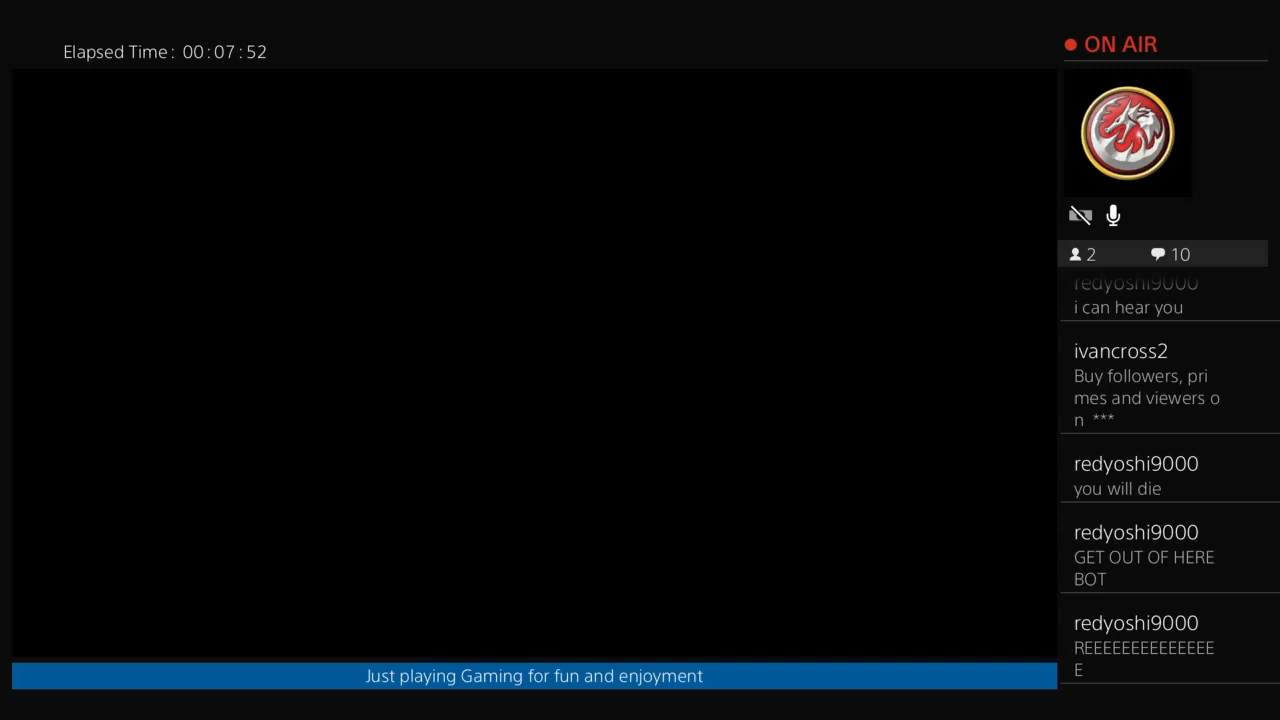 Elapsed Time: 00:07:52
ON AIR
2 10
redyoshi9000
i can hear you
ivancross2
Buy followers, pri
mes and viewers o
n ***
redyoshi9000
you will die
redyoshi9000
GET OUT OF HERE
BOT
redyoshi9000
REEEEEEEEEEEEEE
E
Just playing Gaming for fun and enjoyment